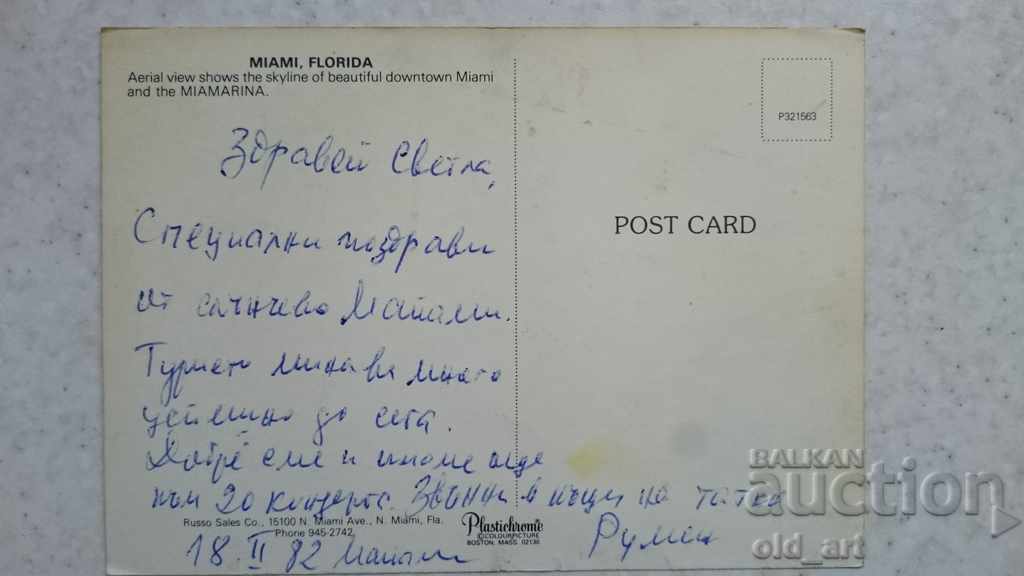 MIAMI, FLORIDA
Aerial view shows the skyline of beautiful downtown Miami
and the MIAMARINA.
P321563
POST CARD
Здравей Светла,
Специални поздрави
от слънчево Маями.
Турнето минава много
успешно до сега.
Добре сме и имаме още
към 20 концерта. Звънни в къщи на татко
Румен
18 II 82 Маями
Russo Sales Co., 15100 N. Miami Ave., N. Miami, Fla.
Phone 945-2742
Plastichrome
COLOURPICTURE
BOSTON, MASS. 02130
BALKAN
auction
old_art